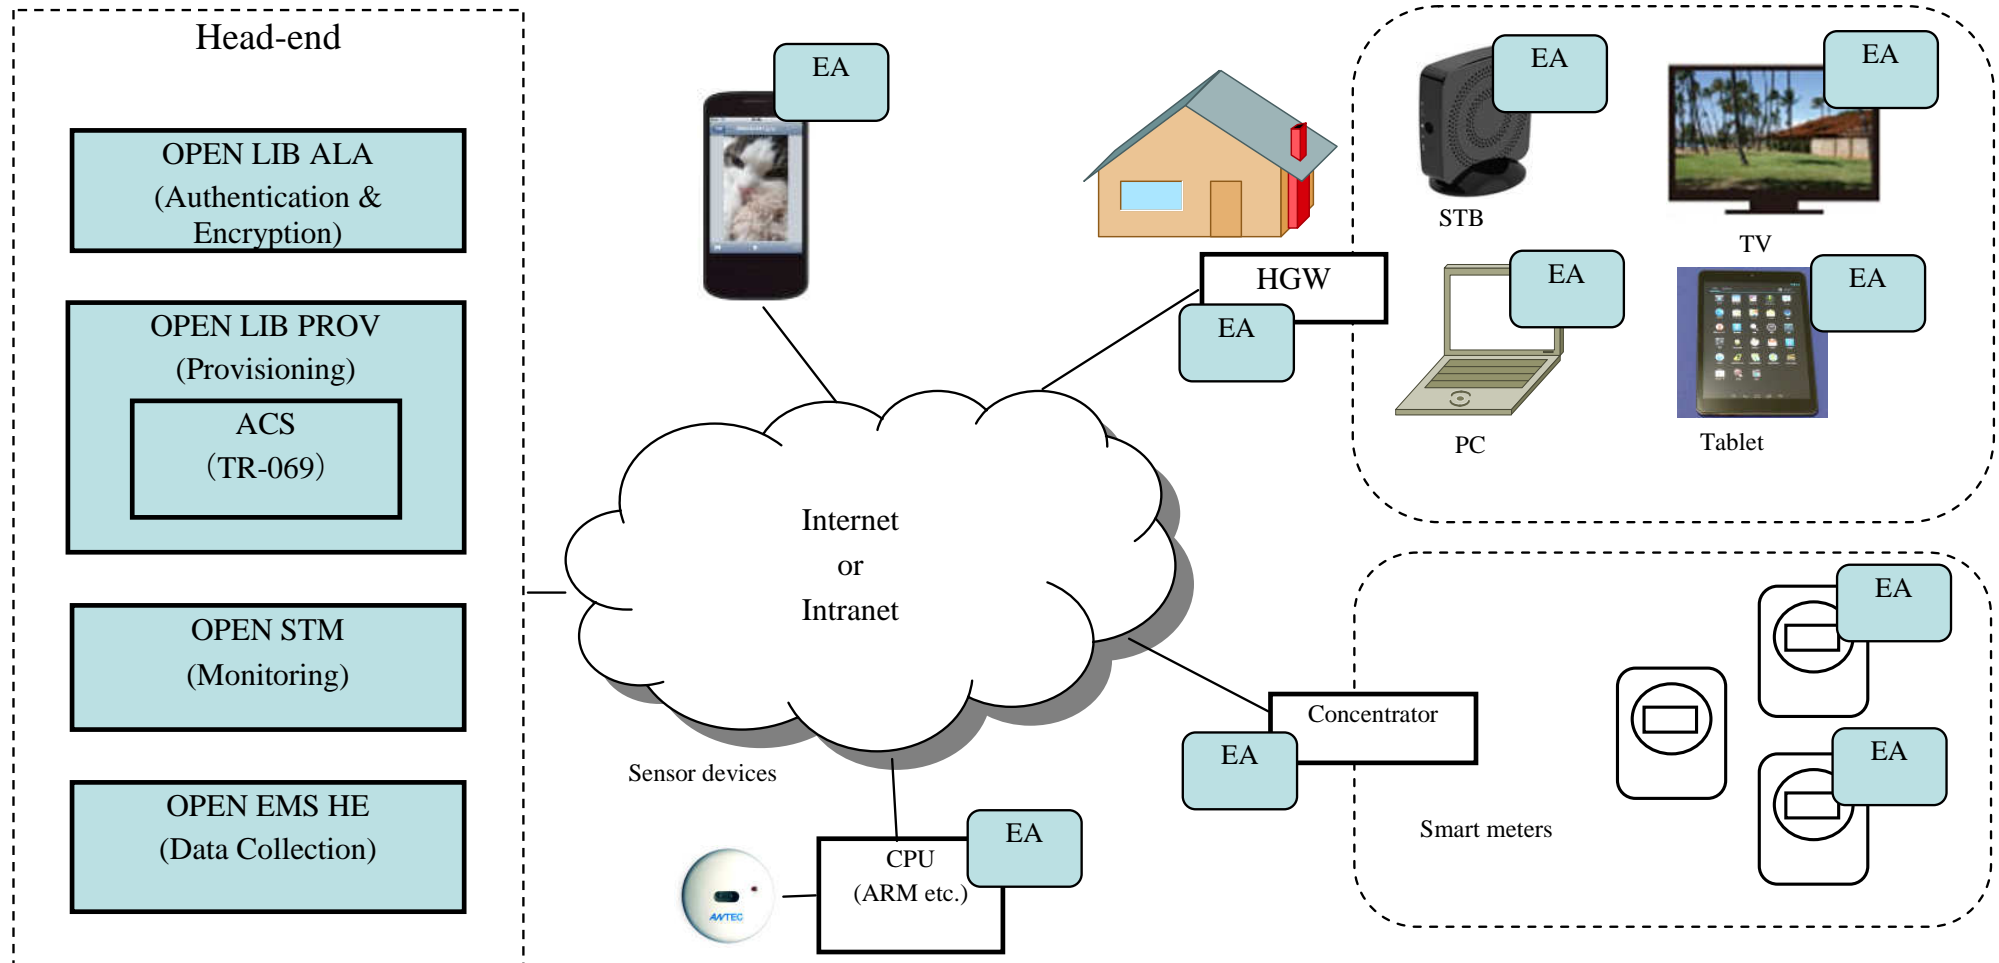 Head-end
OPEN LIB ALA
(Authentication &
Encryption)
OPEN LIB PROV
(Provisioning)
ACS
（TR-069）
OPEN STM
(Monitoring)
OPEN EMS HE
(Data Collection)
EA
Internet
or
Intranet
Sensor devices
ANTEC
CPU
(ARM etc.)
EA
HGW
EA
EA
STB
EA
TV
EA
PC
EA
Tablet
Concentrator
EA
Smart meters
EA
EA